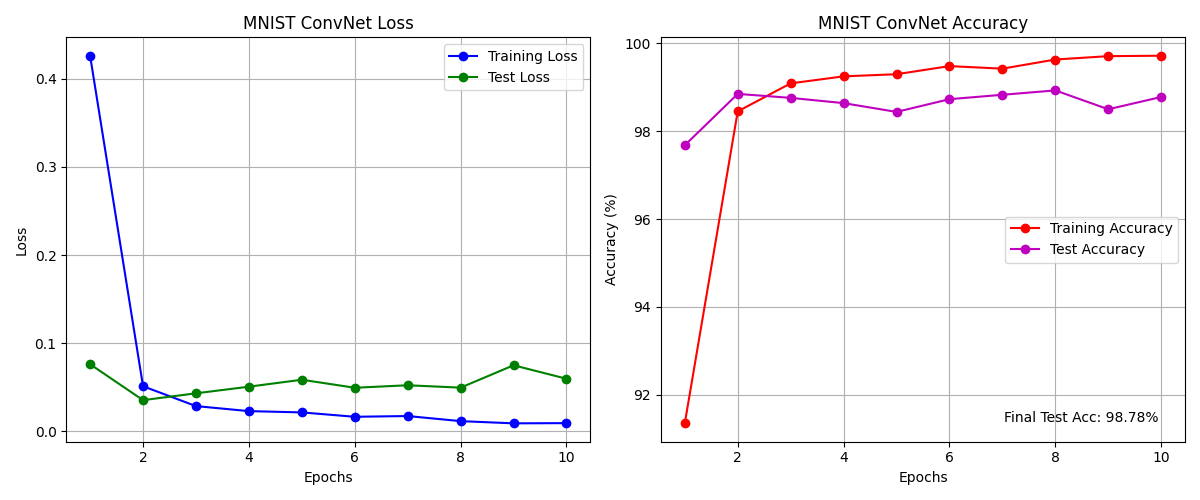 MNIST ConvNet Loss
Training Loss
Test Loss
0.4
0.3
0.2
0.1
0.0
Loss
2 4 6 8 10
Epochs
MNIST ConvNet Accuracy
100
98
96
94
92
Accuracy (%)
Training Accuracy
Test Accuracy
Final Test Acc: 98.78%
2 4 6 8 10
Epochs